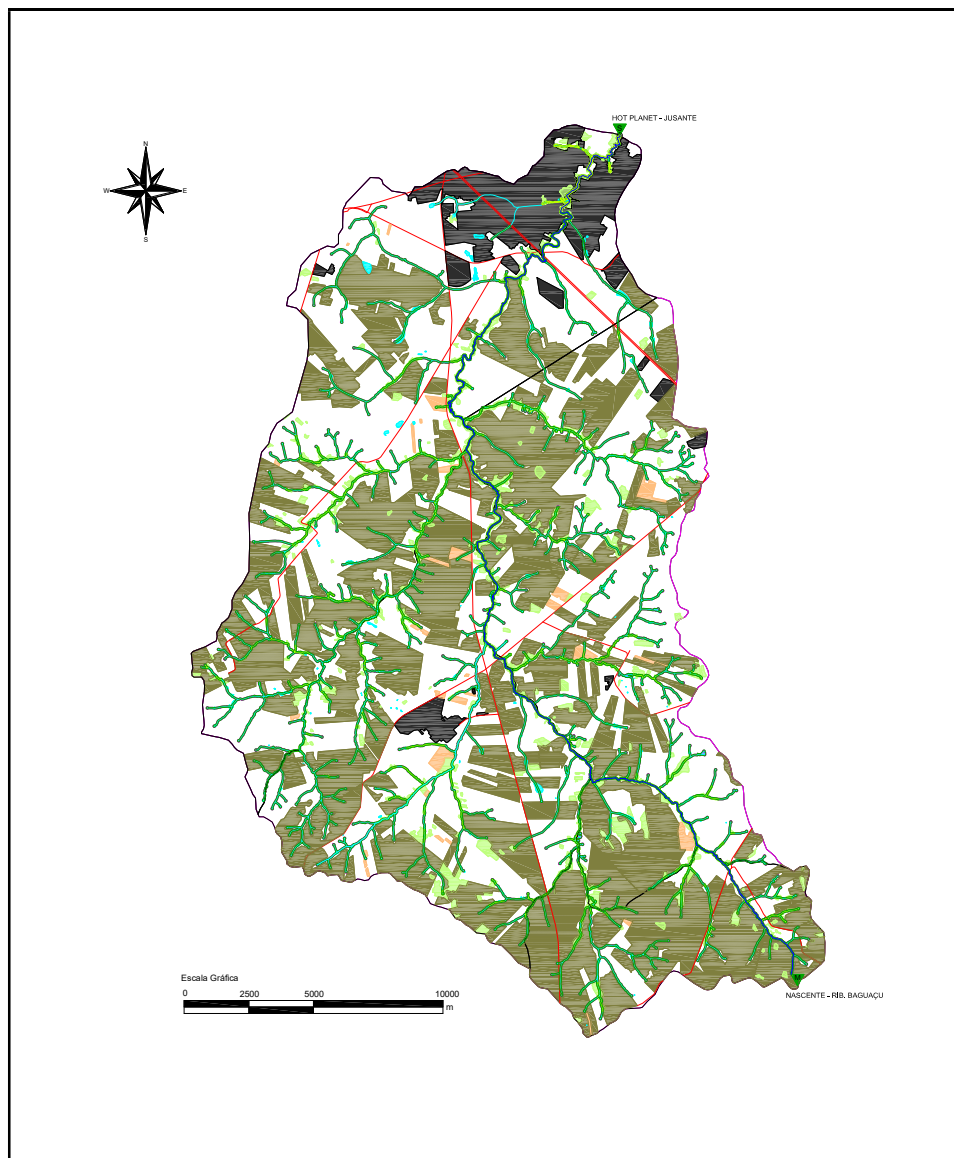 HOT PLANET - JUSANTE
N
W
E
S
Escala Gráfica
0 2500 5000 10000
m
NASCENTE - RIB. BAGUAÇU